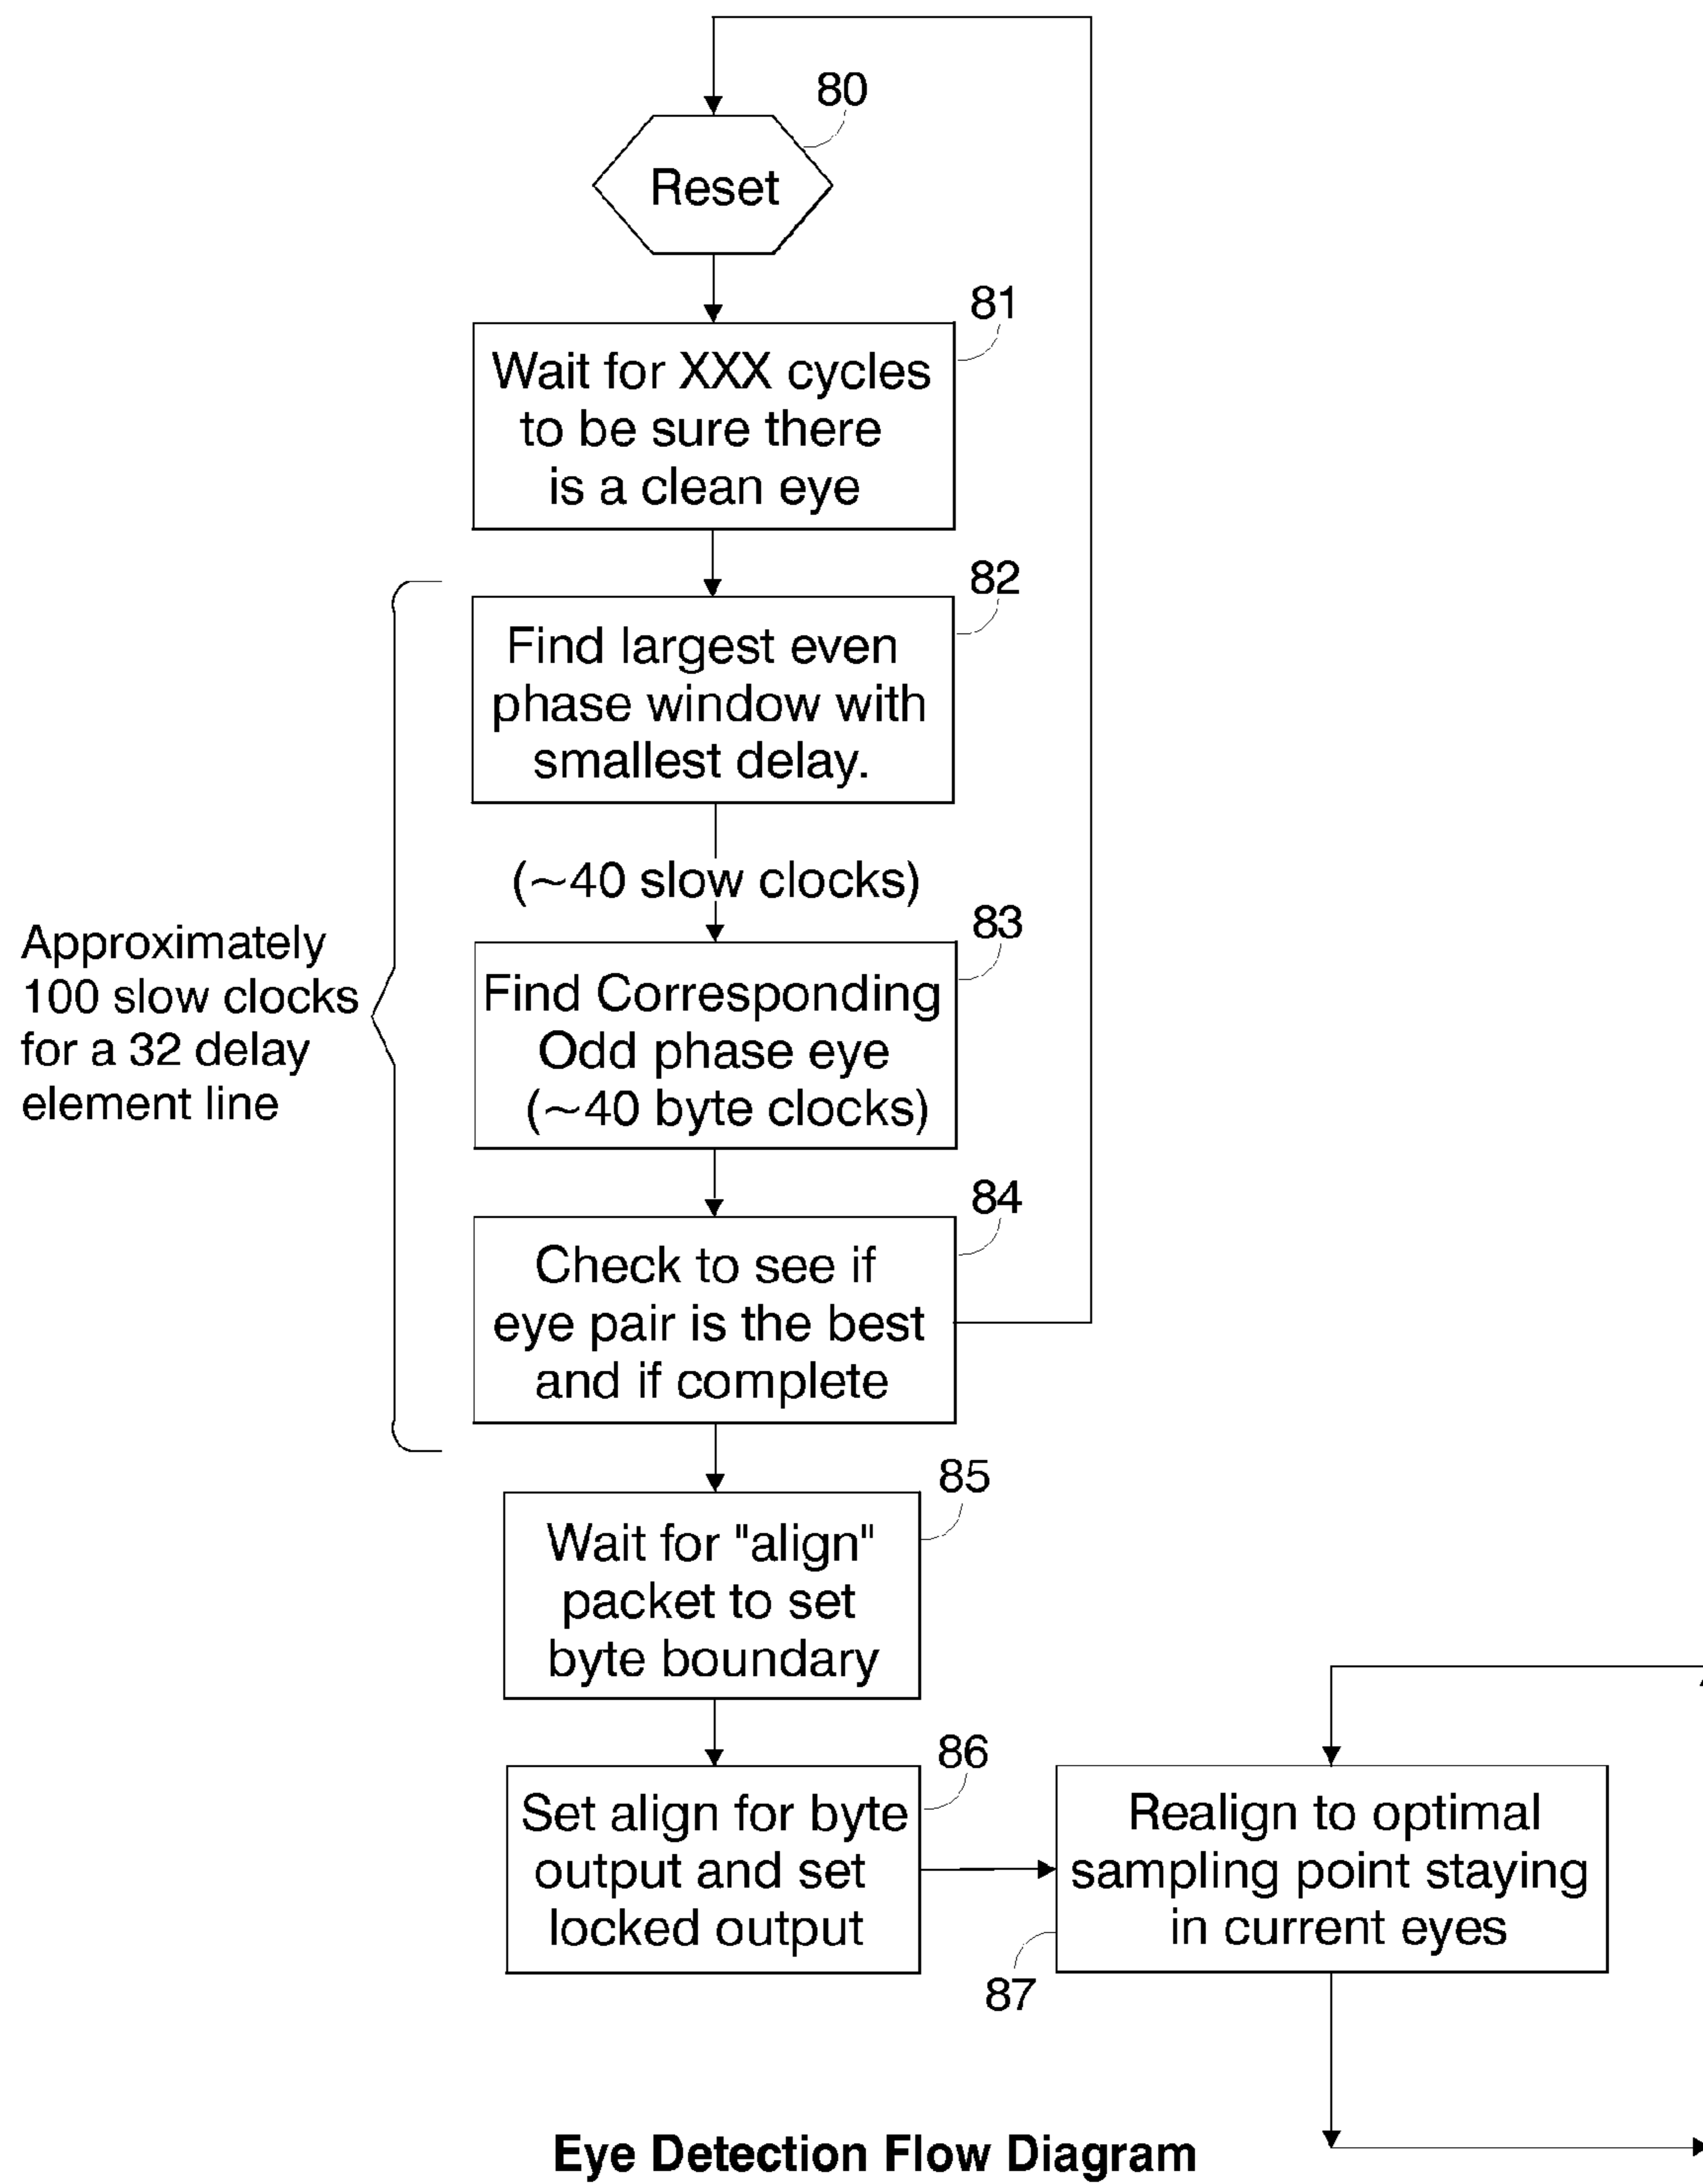 80
Reset
81
Wait for XXX cycles
to be sure there
is a clean eye
82
Find largest even
phase window with
smallest delay.
(~40 slow clocks)
83
Find Corresponding
Odd phase eye
(~40 byte clocks)
Approximately
100 slow clocks
for a 32 delay
element line
84
Check to see if
eye pair is the best
and if complete
85
Wait for "align"
packet to set
byte boundary
86
Set align for byte
output and set
locked output
Realign to optimal
sampling point staying
in current eyes
87
Eye Detection Flow Diagram